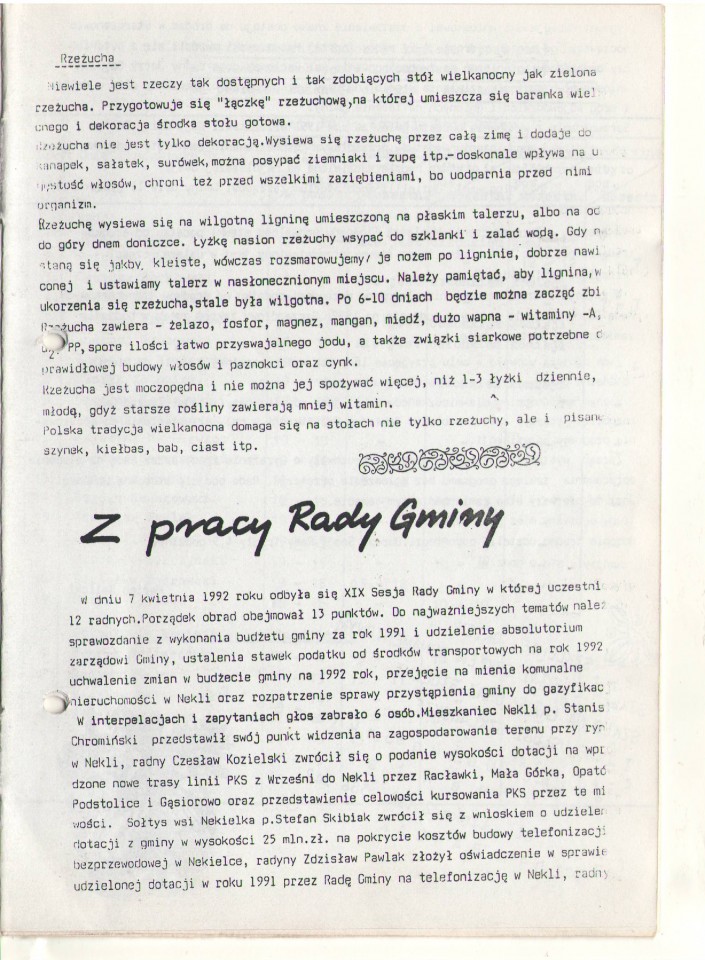 Rzeżucha
Niewiele jest rzeczy tak dostępnych i tak zdobiących stół wielkanocny jak zielona
rzeżucha. Przygotowuje się "łączkę" rzeżuchową,na której umieszcza się baranka wiel
cnego i dekoracja środka stołu gotowa.
nie jest tylko dekoracją.Wysiewa się rzeżuchę przez całą zimę i dodaje do
kanapek, sałatek, surówek,można posypać ziemniaki i zupę itp.-doskonale wpływa na u
włosów, chroni też przed wszelkimi zaziębieniami, bo uodparnia przed nimi
organizm.
Rzeżuchę wysiewa się na wilgotną ligninę umieszczoną na płaskim talerzu, albo na od
do góry dnem doniczce. Łyżkę nasion rzeżuchy wsypać do szklanki i zalać wodą. Gdy n
staną się jakby, kleiste, wówczas rozsmarowujemy/ je nożem po ligninie, dobrze nawi
conej i ustawiamy talerz w nasłonecznionym miejscu. Należy pamiętać, aby lignina,w
ukorzenia się rzeżucha,stale była wilgotna. Po 6-10 dniach będzie można zacząć zbi
Rzeżucha zawiera - żelazo, fosfor, magnez, mangan, miedź, dużo wapna - witaminy -A,
PP,spore ilości łatwo przyswajalnego jodu, a także związki siarkowe potrzebne d
prawidłowej budowy włosów i paznokci oraz cynk.
Rzeżucha jest moczopędna i nie można jej spożywać więcej, niż 1-3 łyżki dziennie,
młodą, gdyż starsze rośliny zawierają mniej witamin.
Polska tradycja wielkanocna domaga się na stołach nie tylko rzeżuchy, ale i pisanc
szynek, kiełbas, bab, ciast itp.
Z pracy Rady Gminy
W dniu 7 kwietnia 1992 roku odbyła się XIX Sesja Rady Gminy w której uczestni
12 radnych.Porządek obrad obejmował 13 punktów. Do najważniejszych tematów należ
sprawozdanie z wykonania budżetu gminy za rok 1991 i udzielenie absolutorium
zarządowi Gminy, ustalenia stawek podatku od środków transportowych na rok 1992
uchwalenie zmian w budżecie gminy na 1992 rok, przejęcie na mienie komunalne
nieruchomości w Nekli oraz rozpatrzenie sprawy przystąpienia gminy do gazyfikac
W interpelacjach i zapytaniach głos zabrało 6 osób.Mieszkaniec Nekli p. Stanis
Chromiński przedstawił swój punkt widzenia na zagospodarowanie terenu przy ryn
w Nekli, radny Czesław Kozielski zwrócił się o podanie wysokości dotacji na wpr
dzone nowe trasy linii PKS z Wrześni do Nekli przez Racławki, Mała Górka, Opató
Podstolice i Gąsiorowo oraz przedstawienie celowości kursowania PKS przez te mi
wości. Sołtys wsi Nekielka p.Stefan Skibiak zwrócił się z wnioskiem o udzielen
dotacji z gminy w wysokości 25 mln.zł. na pokrycie kosztów budowy telefonizacji
bezprzewodowej w Nekielce, radyny Zdzisław Pawlak złożył oświadczenie w sprawie
udzielonej dotacji w roku 1991 przez Radę Gminy na telefonizację w Nekli, radny